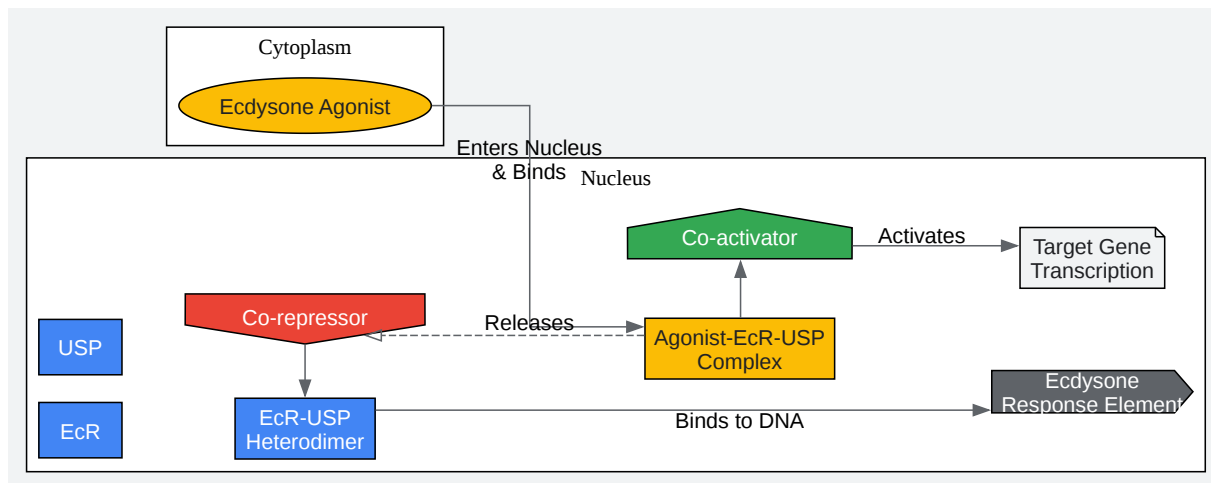 Cytoplasm
Ecdysone Agonist
Enters Nucleus
& Binds
Nucleus
Co-activator
Activates
Target Gene
Transcription
Co-repressor
Releases
Agonist-EcR-USP
Complex
USP
EcR
EcR-USP
Heterodimer
Binds to DNA
Ecdysone
Response Element